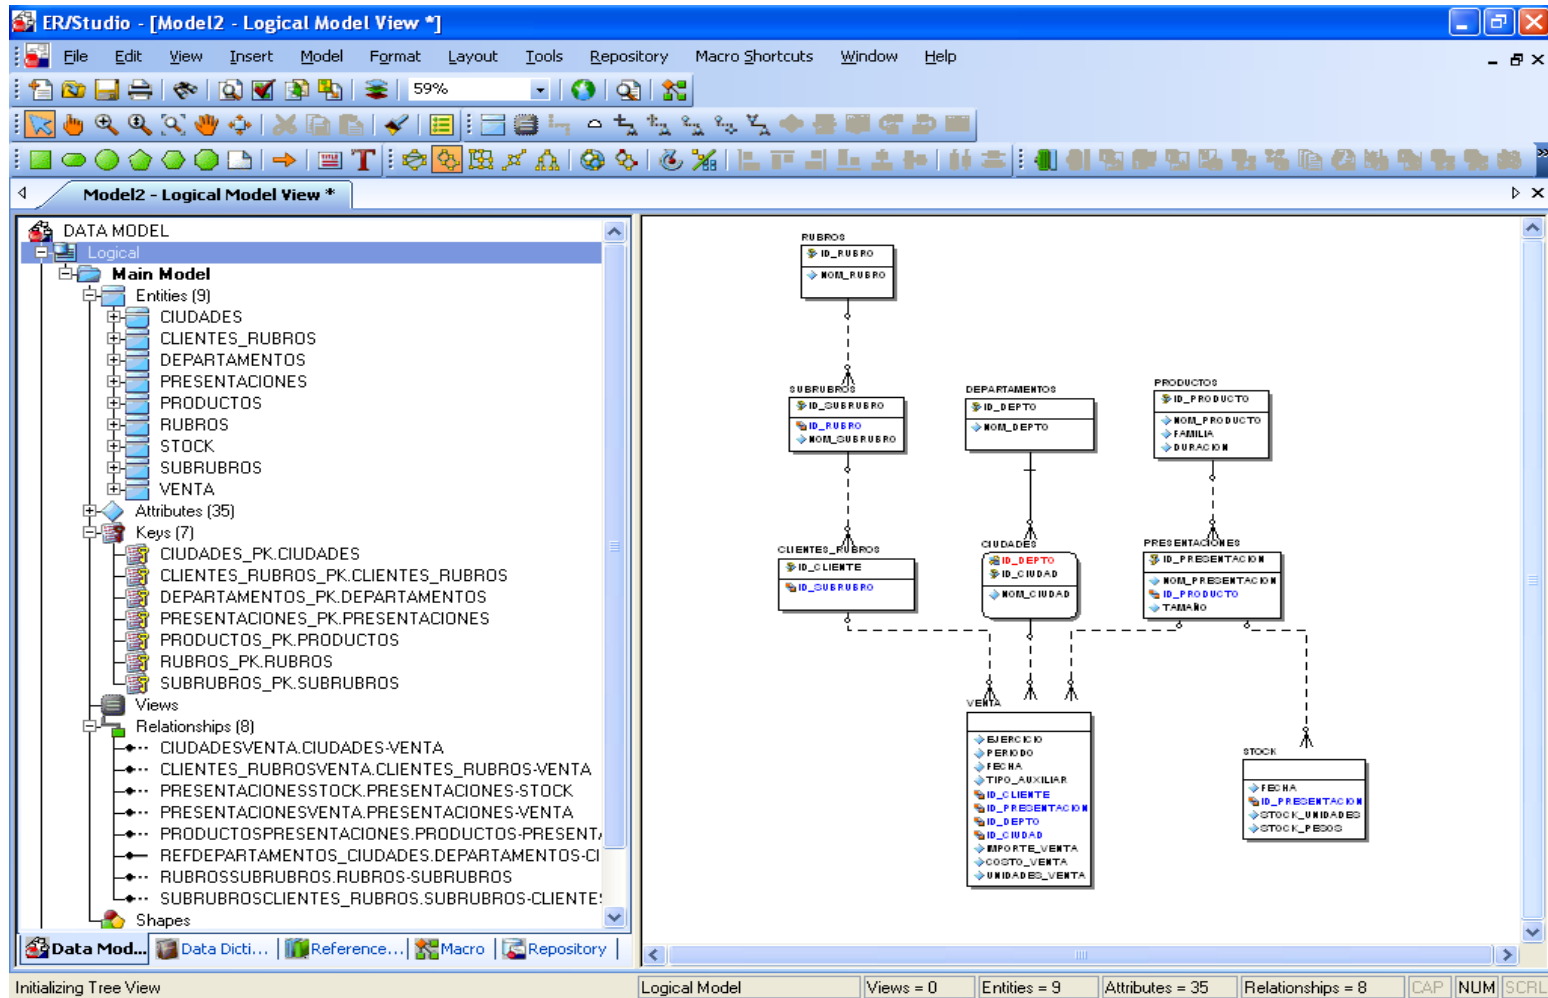 ER/Studio - [Model2 - Logical Model View *]
File Edit View Insert Model Format Layout Tools Repository Macro Shortcuts Window Help
59%
Model2 - Logical Model View *
DATA MODEL
Logical
Main Model
Entities (9)
CIUDADES
CLIENTES_RUBROS
DEPARTAMENTOS
PRESENTACIONES
PRODUCTOS
RUBROS
STOCK
SUBRUBROS
VENTA
Attributes (35)
Keys (7)
CIUDADES_PK.CIUDADES
CLIENTES_RUBROS_PK.CLIENTES_RUBROS
DEPARTAMENTOS_PK.DEPARTAMENTOS
PRESENTACIONES_PK.PRESENTACIONES
PRODUCTOS_PK.PRODUCTOS
RUBROS_PK.RUBROS
SUBRUBROS_PK.SUBRUBROS
Views
Relationships (8)
CIUDADESVENTA.CIUDADES-VENTA
CLIENTES_RUBROSVENTA.CLIENTES_RUBROS-VENTA
PRESENTACIONESSTOCK.PRESENTACIONES-STOCK
PRESENTACIONESVENTA.PRESENTACIONES-VENTA
PRODUCTOSPRESENTACIONES.PRODUCTOS-PRESENT
REFDEPARTAMENTOS_CIUDADES.DEPARTAMENTOS-CI
RUBROSSUBRUBROS.RUBROS-SUBRUBROS
SUBRUBROSCLIENTES_RUBROS.SUBRUBROS-CLIENTE
Shapes
Data Mod... Data Dicti... Reference... Macro Repository
RUBROS
ID_RUBRO
NOM_RUBRO
SUBRUBROS
ID_SUBRUBRO
ID_RUBRO
NOM_SUBRUBRO
DEPARTAMENTOS
ID_DEPTO
NOM_DEPTO
PRODUCTOS
ID_PRODUCTO
NOM_PRODUCTO
FAMILIA
DURACION
CLIENTES_RUBROS
ID_CLIENTE
ID_SUBRUBRO
CIUDADES
ID_DEPTO
ID_CIUDAD
NOM_CIUDAD
PRESENTACIONES
ID_PRESENTACION
NOM_PRESENTACION
ID_PRODUCTO
TAMAÑO
VENTA
EJERCICIO
PERIODO
FECHA
TIPO_AUXILIAR
ID_CLIENTE
ID_PRESENTACION
ID_DEPTO
ID_CIUDAD
IMPORTE_VENTA
COSTO_VENTA
UNIDADES_VENTA
STOCK
FECHA
ID_PRESENTACION
STOCK_UNIDADES
STOCK_PESOS
Initializing Tree View Logical Model Views = 0 Entities = 9 Attributes = 35 Relationships = 8 CAP NUM SCRL